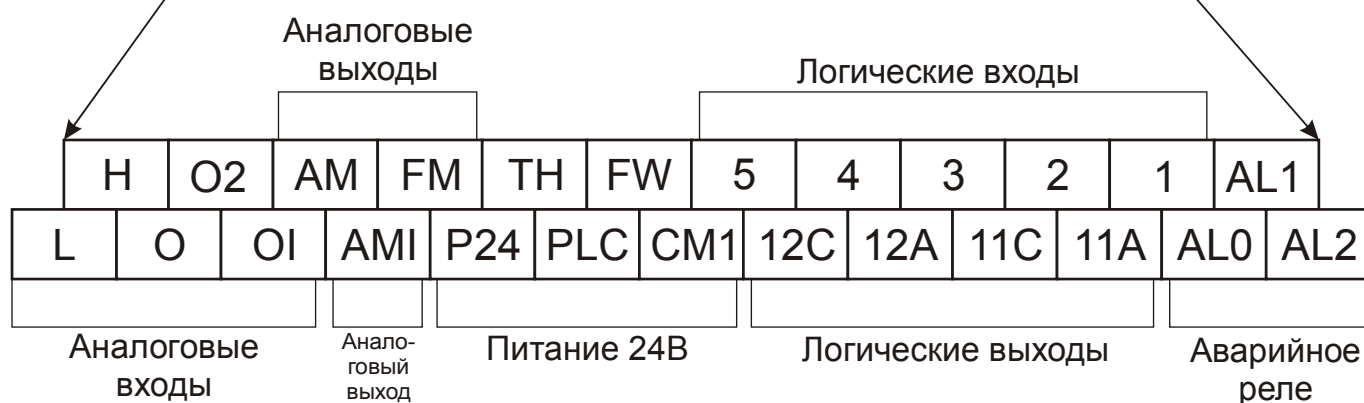 Аналоговые
выходы
Логические входы
H O2 AM FM TH FW 5 4 3 2 1 AL1
L O OI AMI P24 PLC CM1 12C 12A 11C 11A AL0 AL2
Аналоговые
входы
Анало-
говый
выход
Питание 24В
Логические выходы
Аварийное
реле